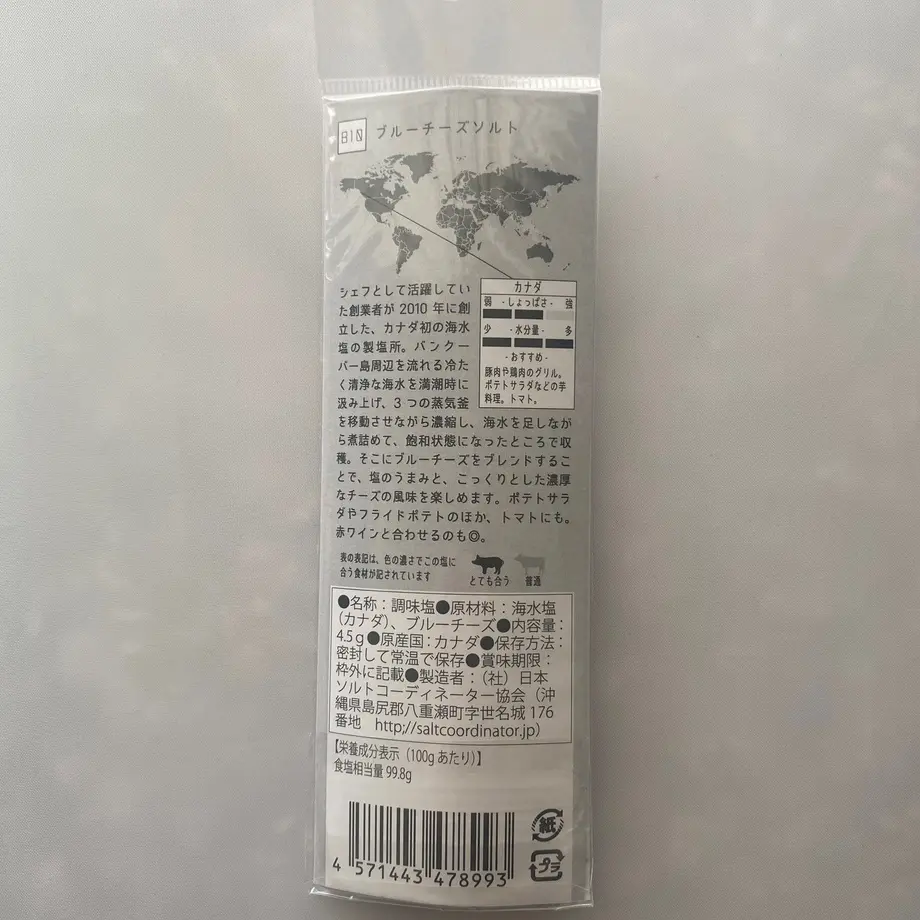 B10 ブルーチーズソルト
カナダ
弱 -しょっぱさ- 強
少 -水分量- 多
-おすすめ-
豚肉や鶏肉のグリル。
ポテトサラダなどの芋
料理。トマト。
シェフとして活躍してい
た創業者が 2010 年に創
立した、カナダ初の海水
塩の製塩所。バンクー
バー島周辺を流れる冷た
く清浄な海水を満潮時に
汲み上げ、3 つの蒸気釜
を移動させながら濃縮し、海水を足しなが
ら煮詰めて、飽和状態になったところで収
穫。そこにブルーチーズをブレンドするこ
とで、塩のうまみと、こっくりとした濃厚
なチーズの風味を楽しめます。ポテトサラ
ダやフライドポテトのほか、トマトにも。
赤ワインと合わせるのも◎。
表の表記は、色の濃さでこの塩に
合う食材が記されています
とても合う 普通
●名称：調味塩●原材料：海水塩
（カナダ）、ブルーチーズ●内容量：
4.5g●原産国：カナダ●保存方法：
密封して常温で保存●賞味期限：
枠外に記載●製造者：（社）日本
ソルトコーディネーター協会（沖
縄県島尻郡八重瀬町字世名城 176
番地 http://saltcoordinator.jp）
【栄養成分表示（100gあたり）】
食塩相当量 99.8g
紙
プラ
4 571443 478993